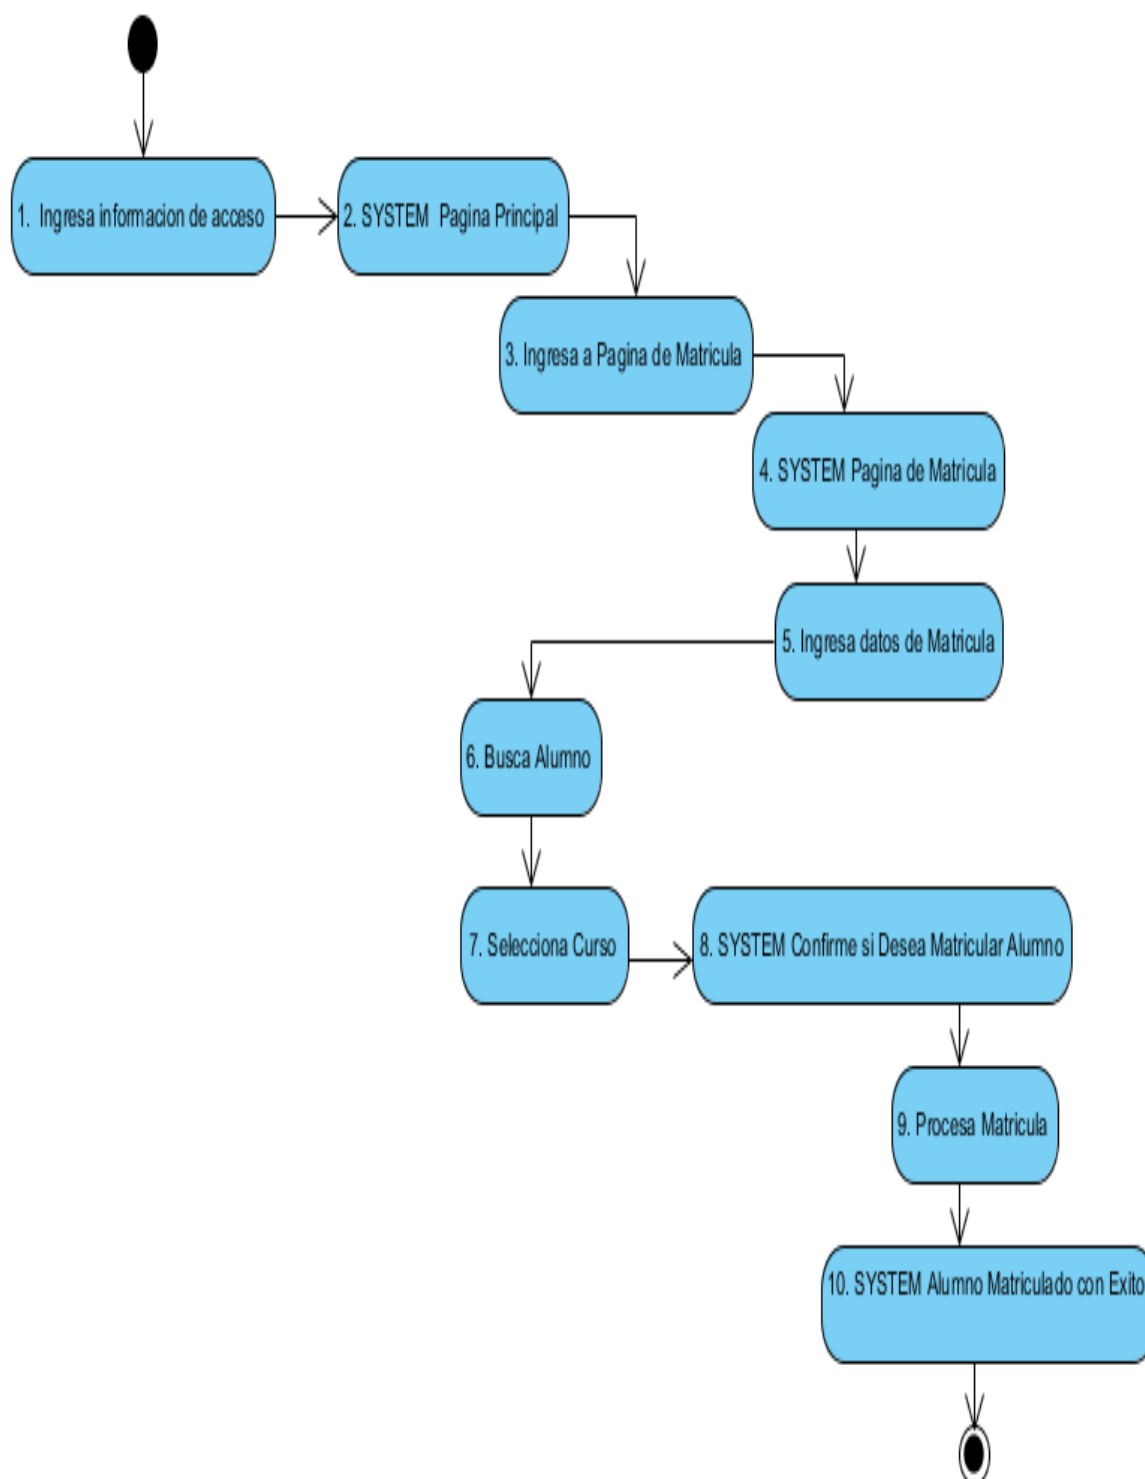 1. Ingresa informacion de acceso
2. SYSTEM Pagina Principal
3. Ingresa a Pagina de Matricula
4. SYSTEM Pagina de Matricula
5. Ingresa datos de Matricula
6. Busca Alumno
7. Selecciona Curso
8. SYSTEM Confirme si Desea Matricular Alumno
9. Procesa Matricula
10. SYSTEM Alumno Matriculado con Exito